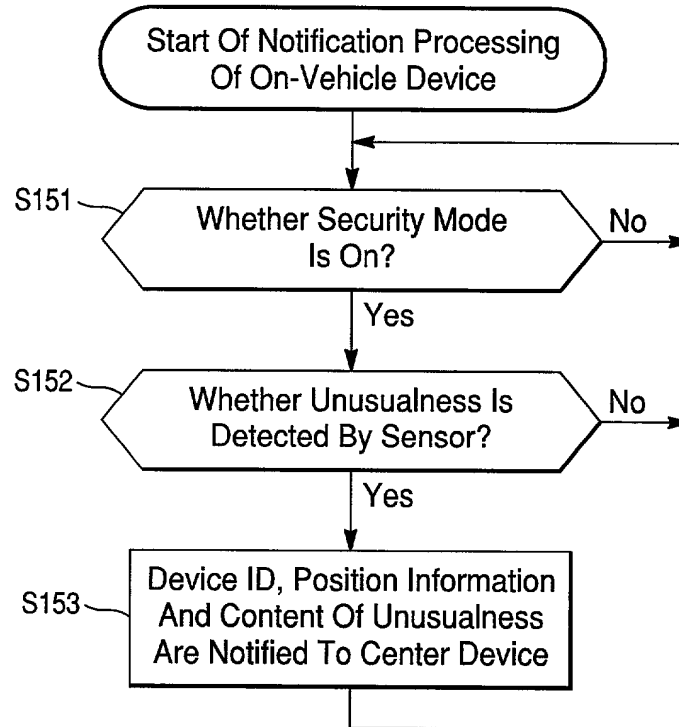 Start Of Notification Processing
Of On-Vehicle Device
S151
Whether Security Mode
Is On?
No
Yes
S152
Whether Unusualness Is
Detected By Sensor?
No
Yes
S153
Device ID, Position Information
And Content Of Unusualness
Are Notified To Center Device